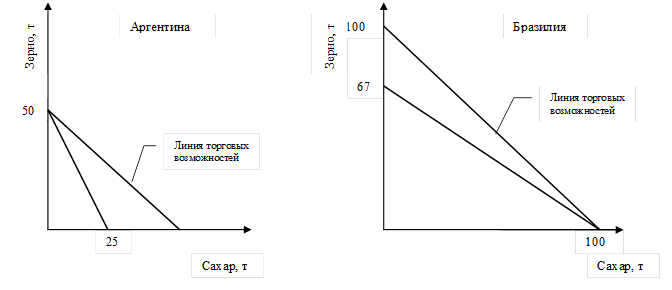 Зерно, т
Аргентина
50
Линия торговых
возможностей
25
Сахар, т
Зерно, т
100
Бразилия
67
Линия торговых
возможностей
100
Сахар, т